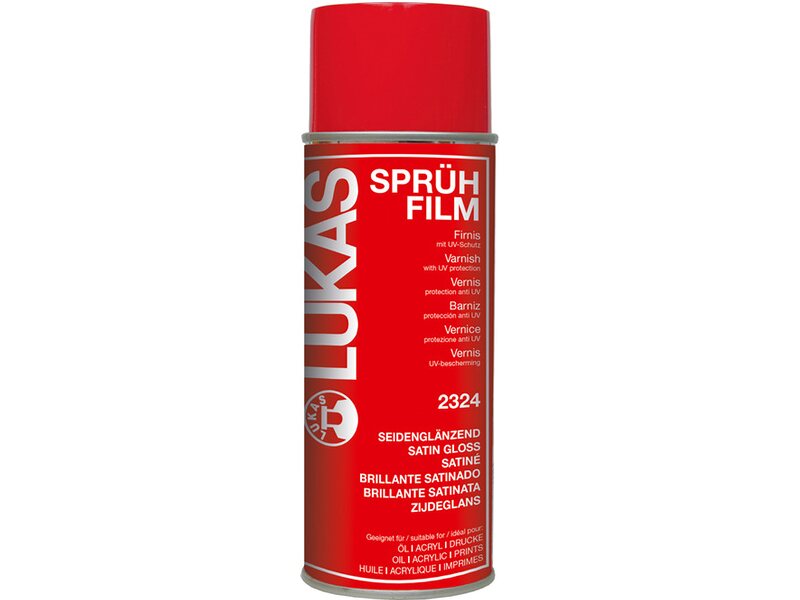 LUKAS
LUKAS
SPRÜH
FILM
Firnis
mit UV-Schutz
Varnish
with UV protection
Vernis
protection anti UV
Barniz
protección anti UV
Vernice
protezione anti UV
Vernis
UV-bescherming
2324
SEIDENGLÄNZEND
SATIN GLOSS
SATINÉ
BRILLANTE SATINADO
BRILLANTE SATINATA
ZIJDEGLANS
Geeignet für / suitable for / idéal pour:
ÖL | ACRYL | DRUCKE
OIL | ACRYLIC | PRINTS
HUILE | ACRYLIQUE | IMPRIMES